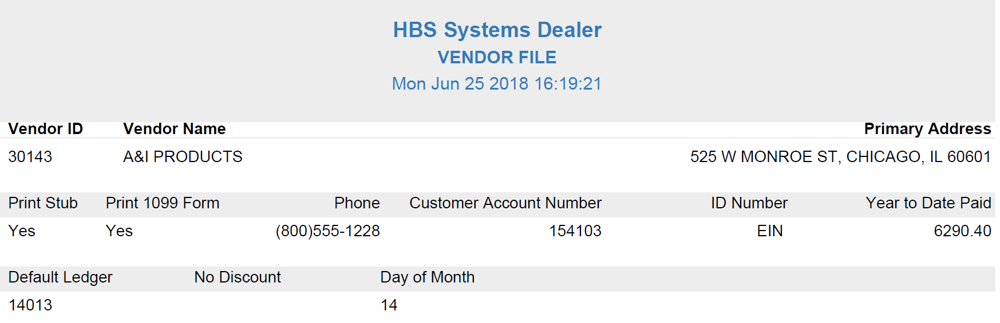 HBS Systems Dealer
VENDOR FILE
Mon Jun 25 2018 16:19:21
Vendor ID Vendor Name Primary Address
30143 A&I PRODUCTS 525 W MONROE ST, CHICAGO, IL 60601
Print Stub Print 1099 Form Phone Customer Account Number ID Number Year to Date Paid
Yes Yes (800)555-1228 154103 EIN 6290.40
Default Ledger No Discount Day of Month
14013 14